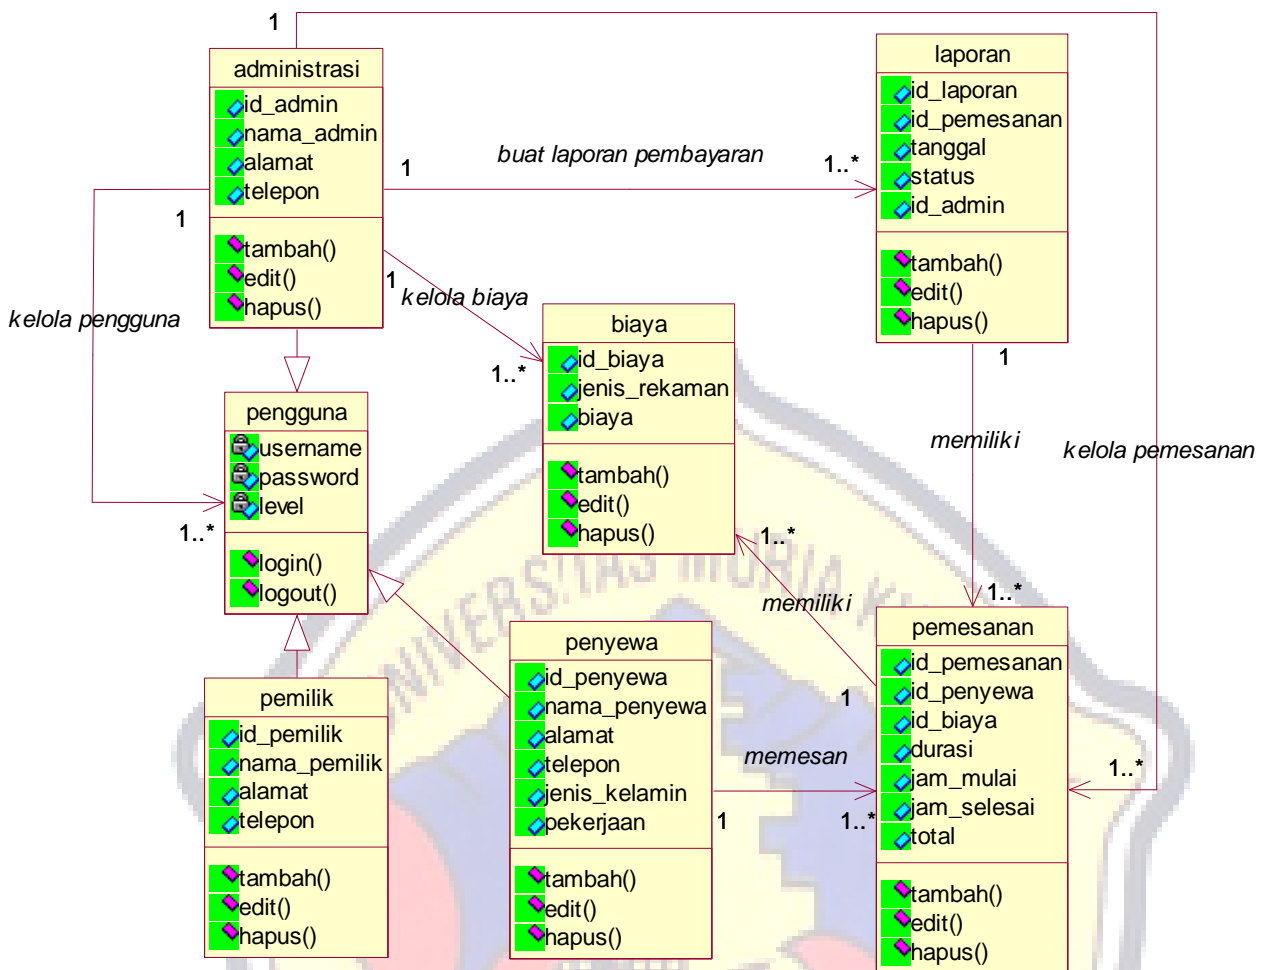 1
administrasi
id_admin
nama_admin
alamat
telepon
tambah()
edit()
hapus()
laporan
id_laporan
id_pemesanan
tanggal
status
id_admin
tambah()
edit()
hapus()
1
buat laporan pembayaran
1..*
1
kelola pengguna
1..*
1
kelola biaya
1..*
biaya
id_biaya
jenis_rekaman
biaya
tambah()
edit()
hapus()
1
memiliki
1..*
kelola pemesanan
1..*
pengguna
username
password
level
login()
logout()
1..*
memiliki
1
pemilik
id_pemilik
nama_pemilik
alamat
telepon
tambah()
edit()
hapus()
penyewa
id_penyewa
nama_penyewa
alamat
telepon
jenis_kelamin
pekerjaan
tambah()
edit()
hapus()
memesan
1
1..*
pemesanan
id_pemesanan
id_penyewa
id_biaya
durasi
jam_mulai
jam_selesai
total
tambah()
edit()
hapus()
UNIVERSITAS MURIA